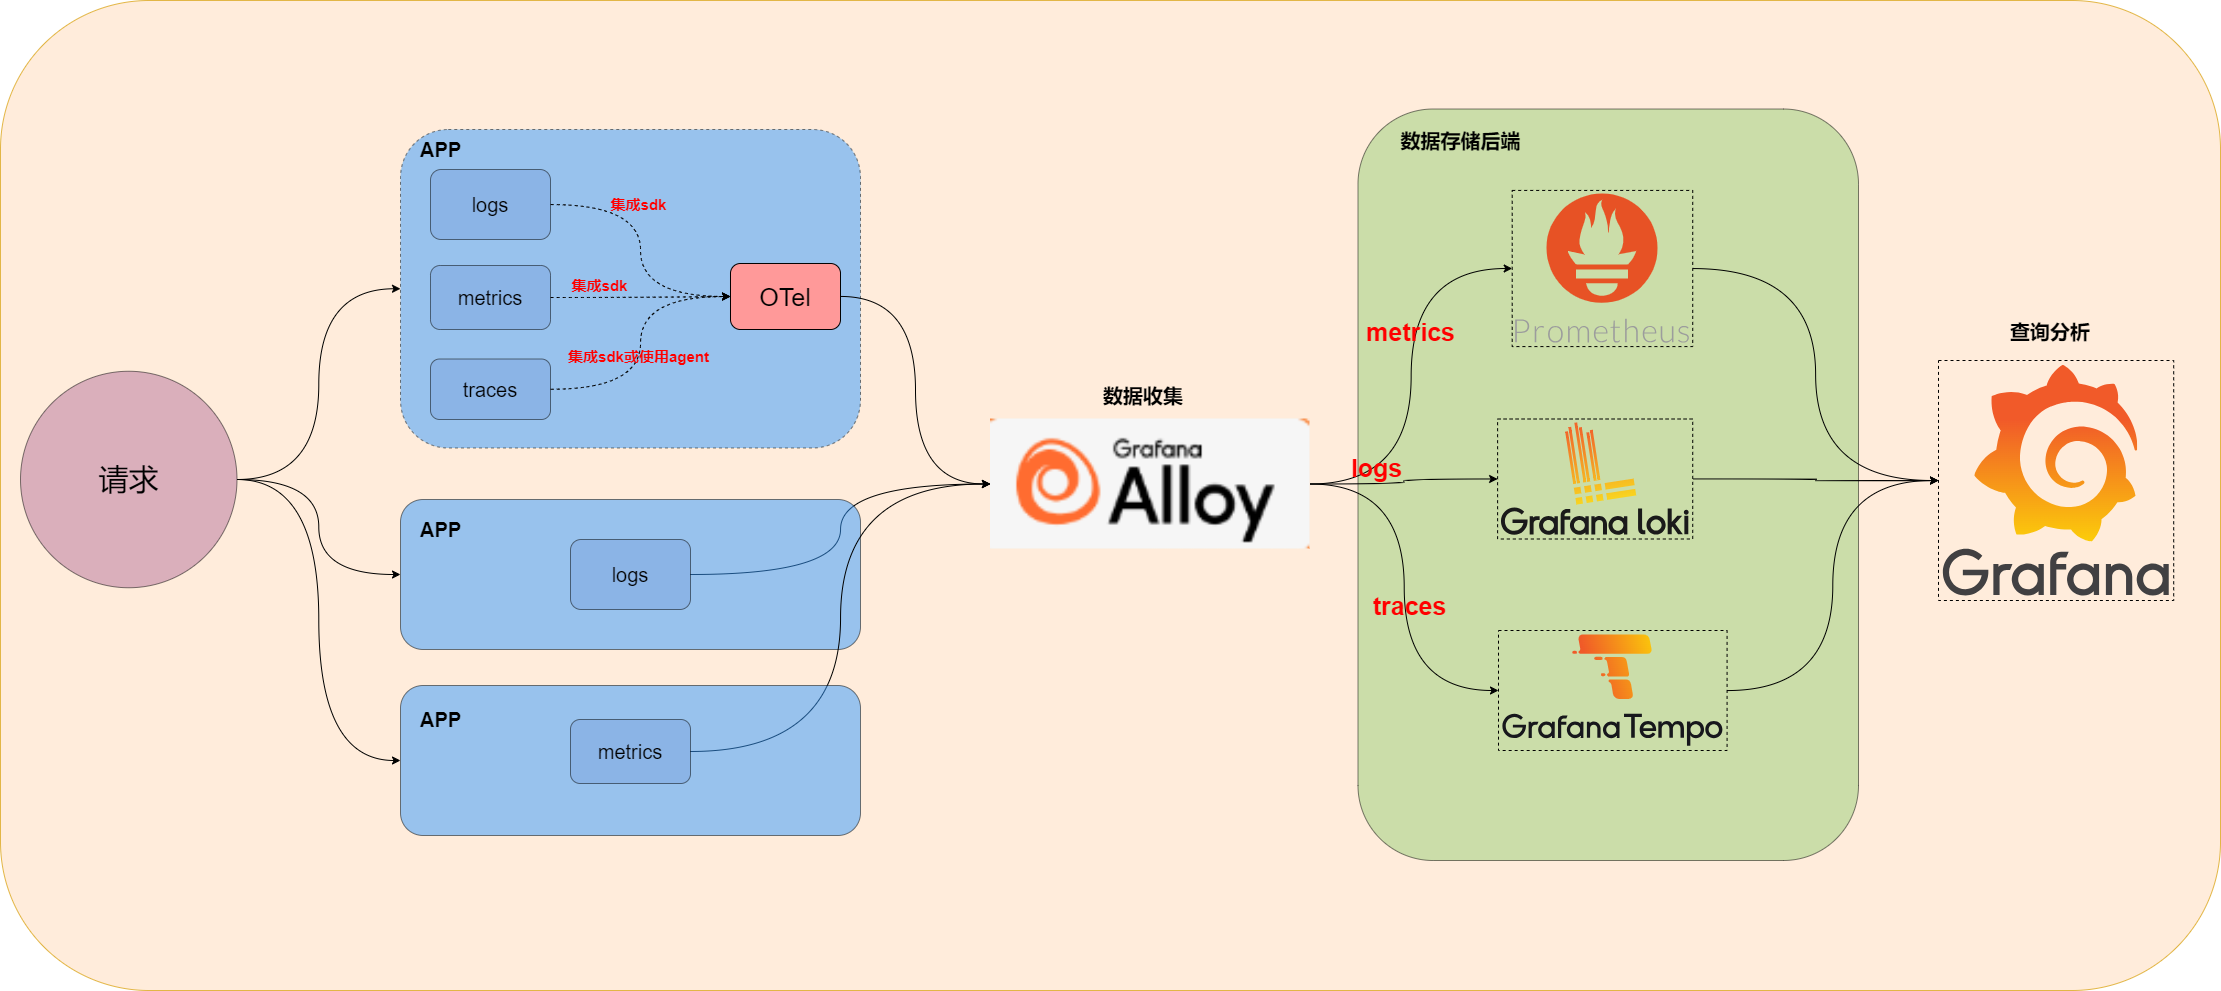 请求
APP
logs
集成sdk
metrics
集成sdk
traces
集成sdk或使用agent
OTel
APP
logs
APP
metrics
数据收集
Grafana
Alloy
数据存储后端
metrics
Prometheus
logs
Grafana loki
traces
Grafana Tempo
查询分析
Grafana